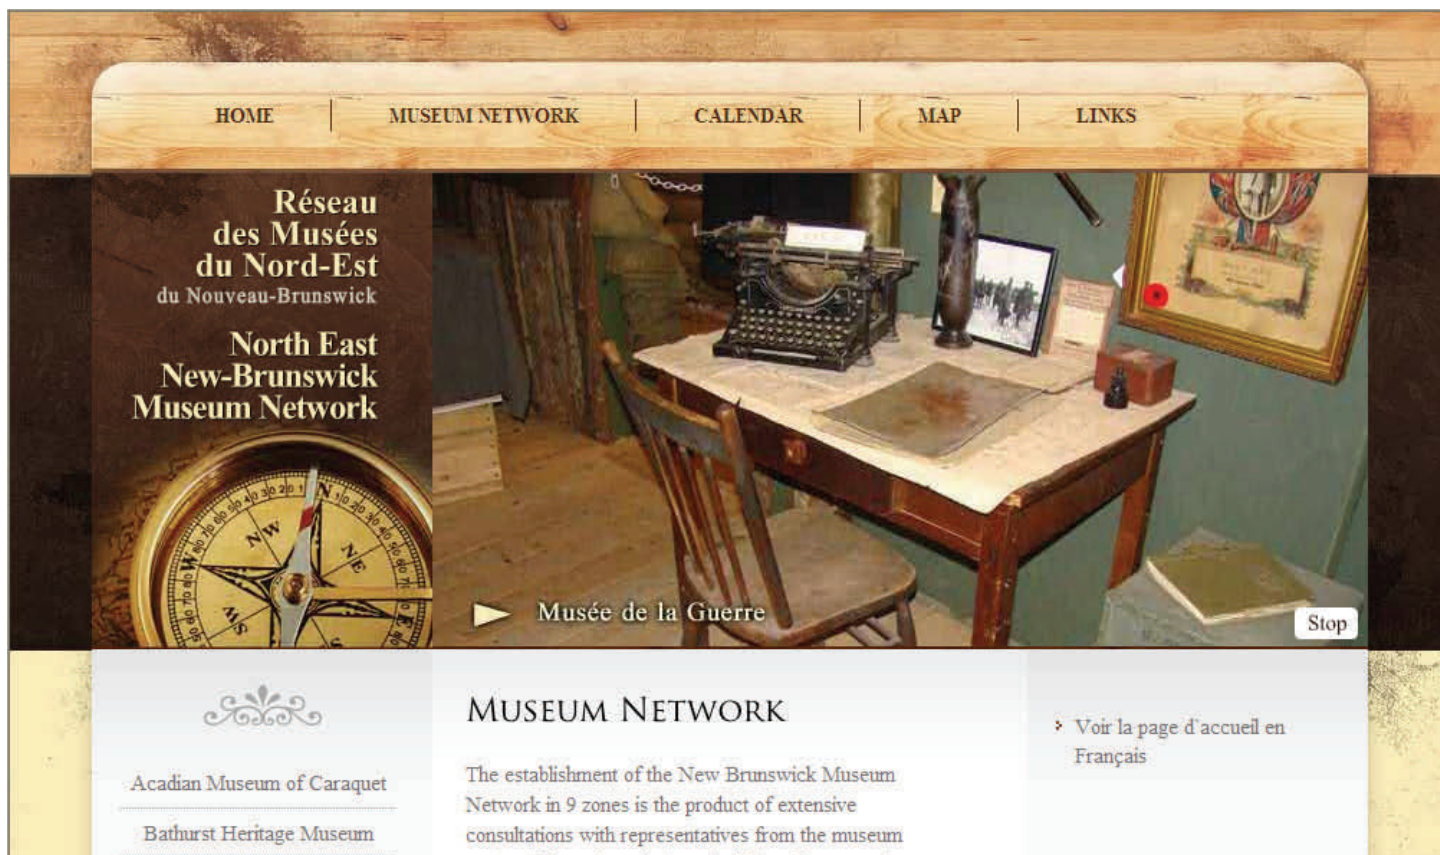 HOME
MUSEUM NETWORK
CALENDAR
MAP
LINKS
Réseau
des Musées
du Nord-Est
du Nouveau-Brunswick
North East
New-Brunswick
Museum Network
N
NE
E
SW
W
NW
Musée de la Guerre
Stop
Acadian Museum of Caraquet
Bathurst Heritage Museum
MUSEUM NETWORK
The establishment of the New Brunswick Museum
Network in 9 zones is the product of extensive
consultations with representatives from the museum
Voir la page d'accueil en
Français